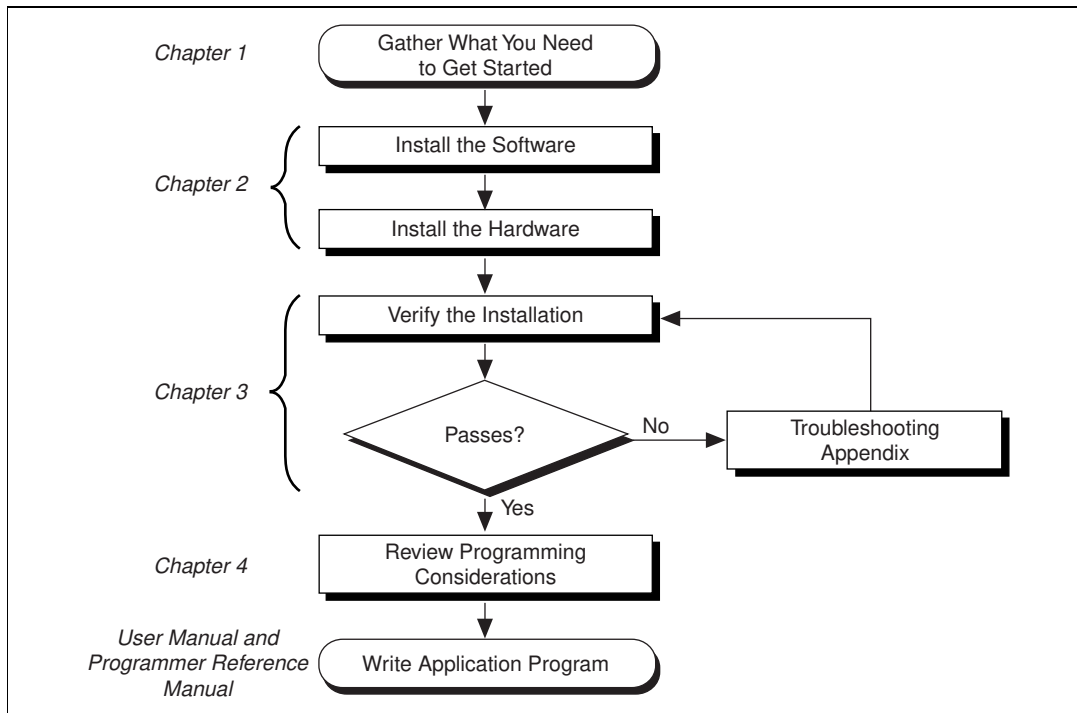 Chapter 1
Gather What You Need
to Get Started
Chapter 2
Install the Software
Install the Hardware
Chapter 3
Verify the Installation
Passes?
No
Troubleshooting
Appendix
Yes
Chapter 4
Review Programming
Considerations
User Manual and
Programmer Reference
Manual
Write Application Program